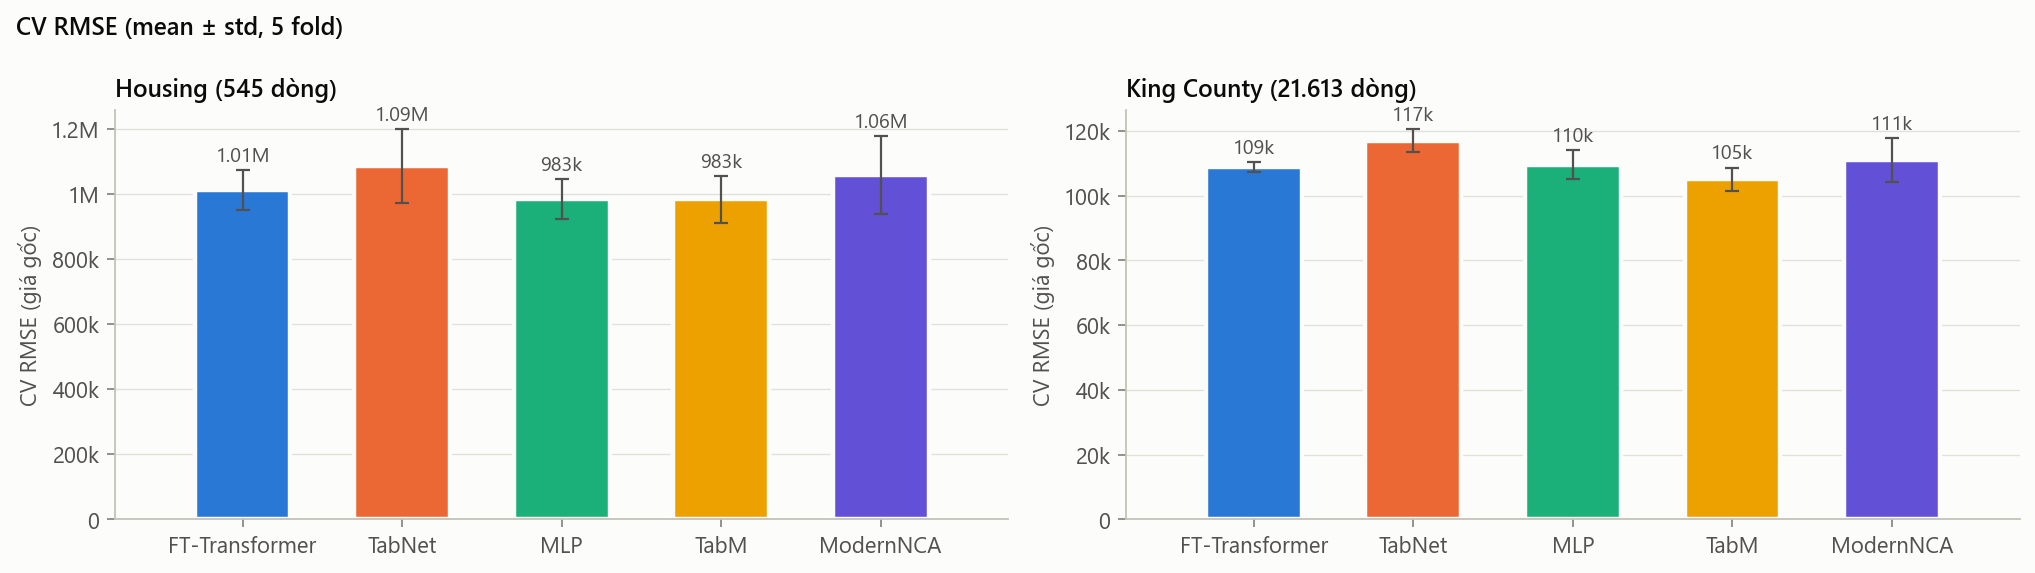 CV RMSE (mean ± std, 5 fold)
Housing (545 dòng)
CV RMSE (giá gốc)
1.2M
1M
800k
600k
400k
200k
0
1.01M
1.09M
983k
983k
1.06M
FT-Transformer
TabNet
MLP
TabM
ModernNCA
King County (21.613 dòng)
CV RMSE (giá gốc)
120k
100k
80k
60k
40k
20k
0
109k
117k
110k
105k
111k
FT-Transformer
TabNet
MLP
TabM
ModernNCA